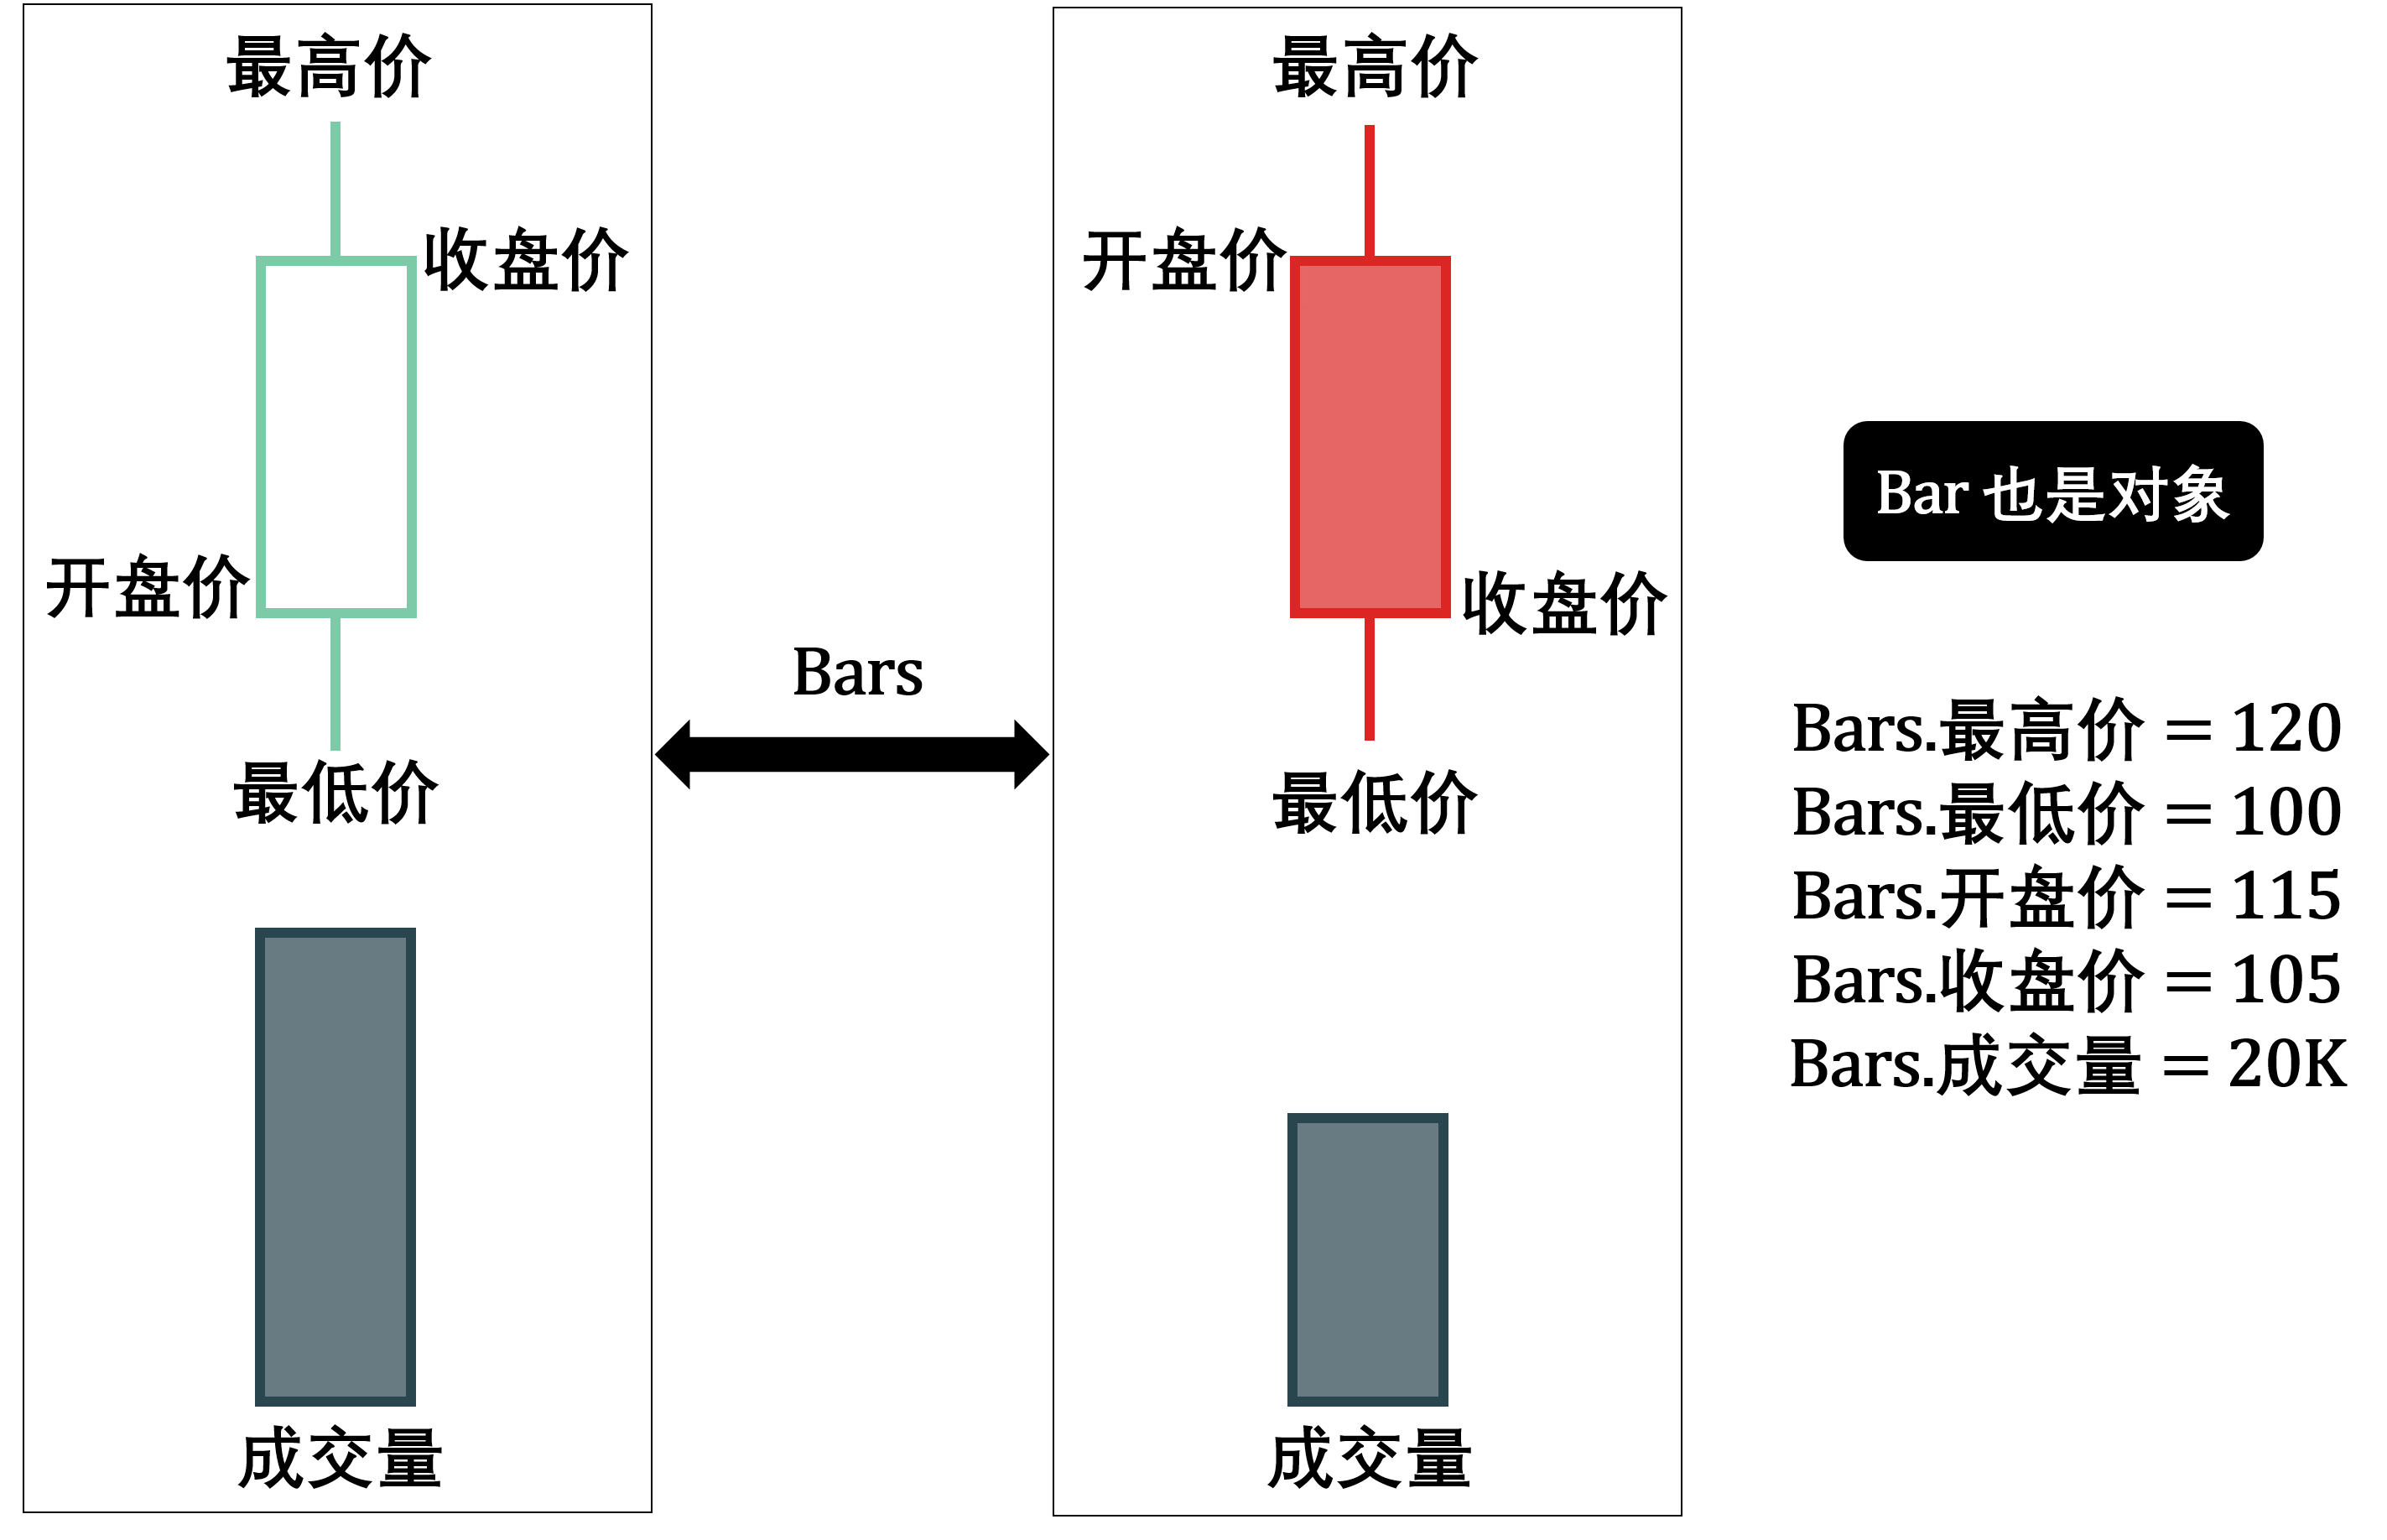 最高价
收盘价
开盘价
最低价
成交量
Bars
最高价
开盘价
收盘价
最低价
成交量
Bar 也是对象
Bars.最高价 = 120
Bars.最低价 = 100
Bars.开盘价 = 115
Bars.收盘价 = 105
Bars.成交量 = 20K